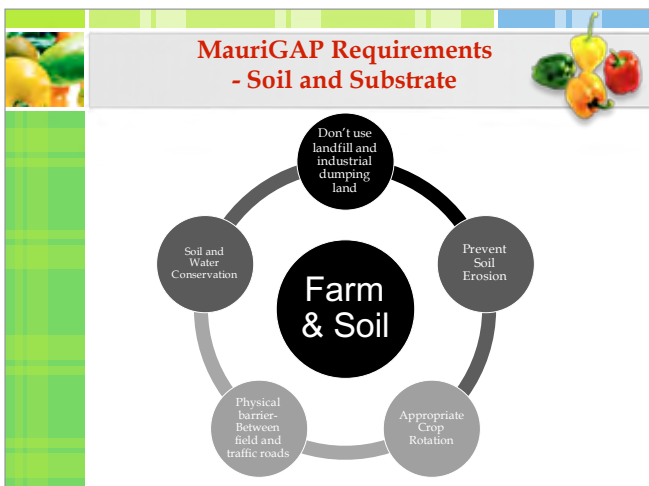 MauriGAP Requirements
- Soil and Substrate
Don't use
landfill and
industrial
dumping
land
Prevent
Soil
Erosion
Appropriate
Crop
Rotation
Physical
barrier-
Between
field and
traffic roads
Soil and
Water
Conservation
Farm
& Soil